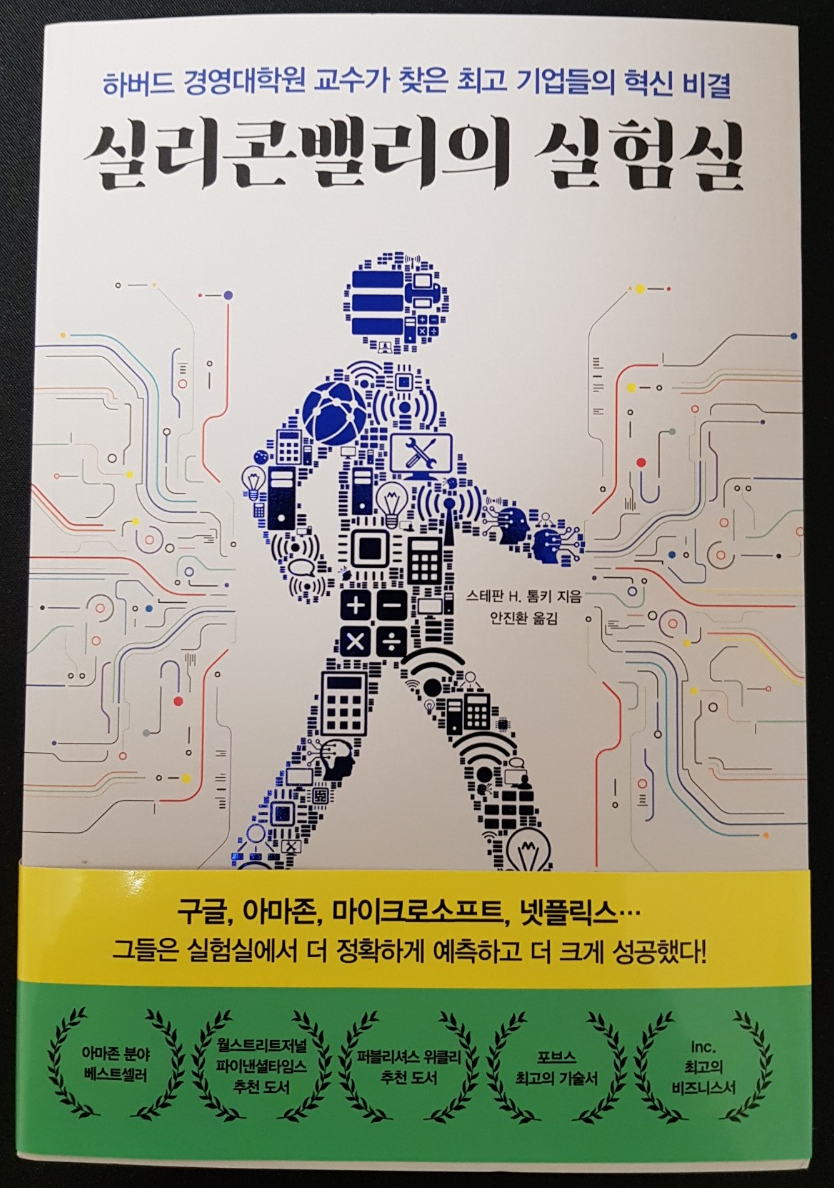 하버드 경영대학원 교수가 찾은 최고 기업들의 혁신 비결
실리콘밸리의 실험실
스테판 H. 톰키 지음
안진환 옮김
구글, 아마존, 마이크로소프트, 넷플릭스…
그들은 실험실에서 더 정확하게 예측하고 더 크게 성공했다!
아마존 분야
베스트셀러
월스트리트저널
파이낸셜타임스
추천 도서
퍼블리셔스 위클리
추천 도서
포브스
최고의 기술서
Inc.
최고의
비즈니스서